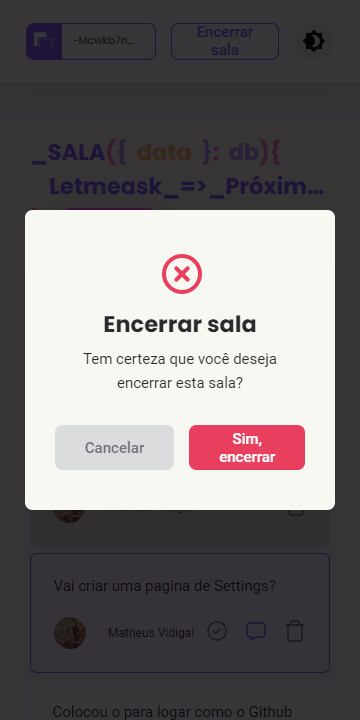 -Mcwkb7n...
Encerrar
sala
_SALA({ data }: db){
Letmeask_=>_Próxim...
Encerrar sala
Tem certeza que você deseja
encerrar esta sala?
Cancelar
Sim,
encerrar
Vai criar uma pagina de Settings?
Matheus Vidigal
Colocou o para logar como o Github